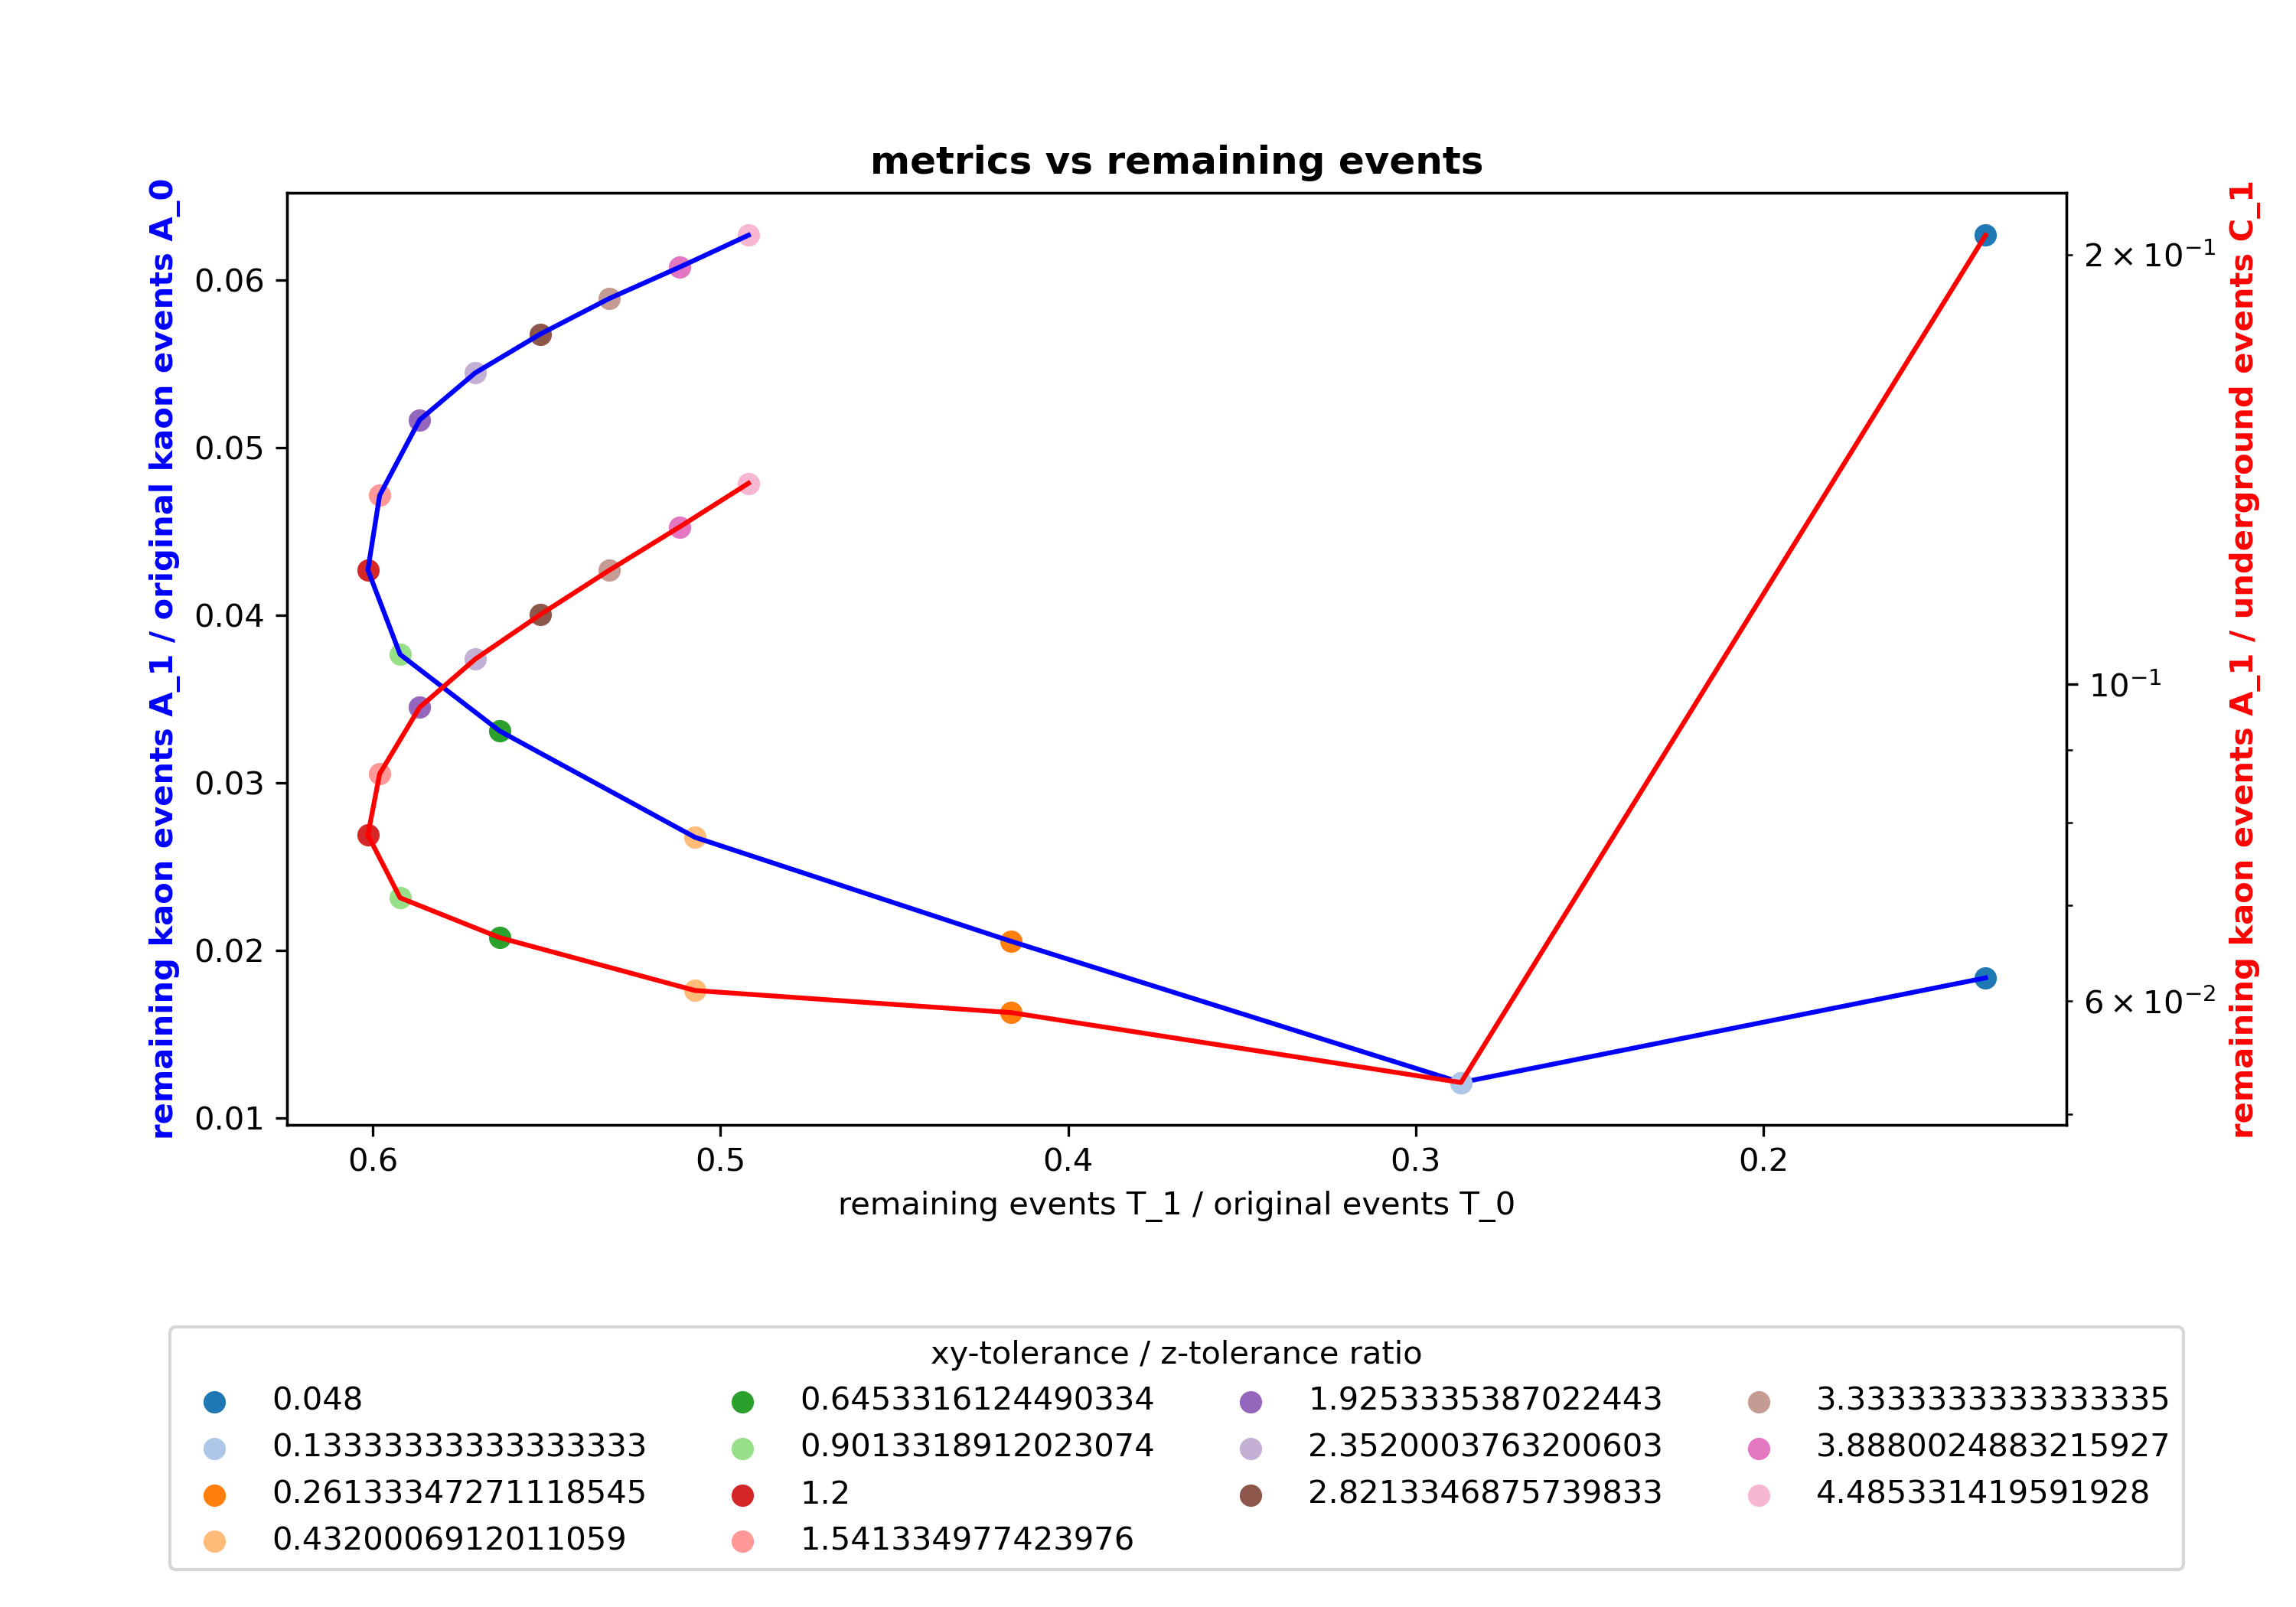 metrics vs remaining events
remaining kaon events A_1 / original kaon events A_0
0.06
0.05
0.04
0.03
0.02
0.01
2 × 10⁻¹
10⁻¹
6 × 10⁻²
remaining kaon events A_1 / underground events C_1
0.6 0.5 0.4 0.3 0.2
remaining events T_1 / original events T_0
xy-tolerance / z-tolerance ratio
0.048
0.13333333333333333
0.26133347271118545
0.4320006912011059
0.6453316124490334
0.9013318912023074
1.2
1.541334977423976
1.9253335387022443
2.3520003763200603
2.8213346875739833
3.3333333333333335
3.8880024883215927
4.485331419591928